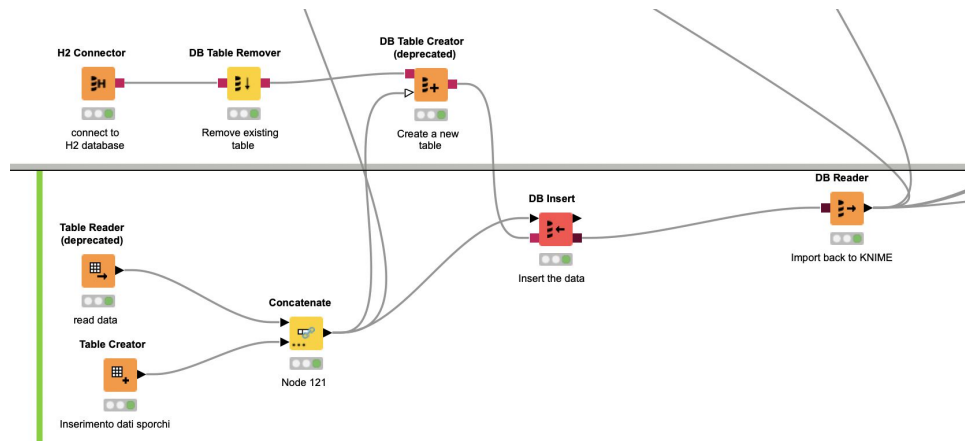 H2 Connector
DB Table Remover
DB Table Creator
(deprecated)
connect to
H2 database
Remove existing
table
Create a new
table
DB Reader
DB Insert
Table Reader
(deprecated)
Import back to KNIME
Insert the data
read data
Concatenate
Table Creator
Node 121
Inserimento dati sporchi